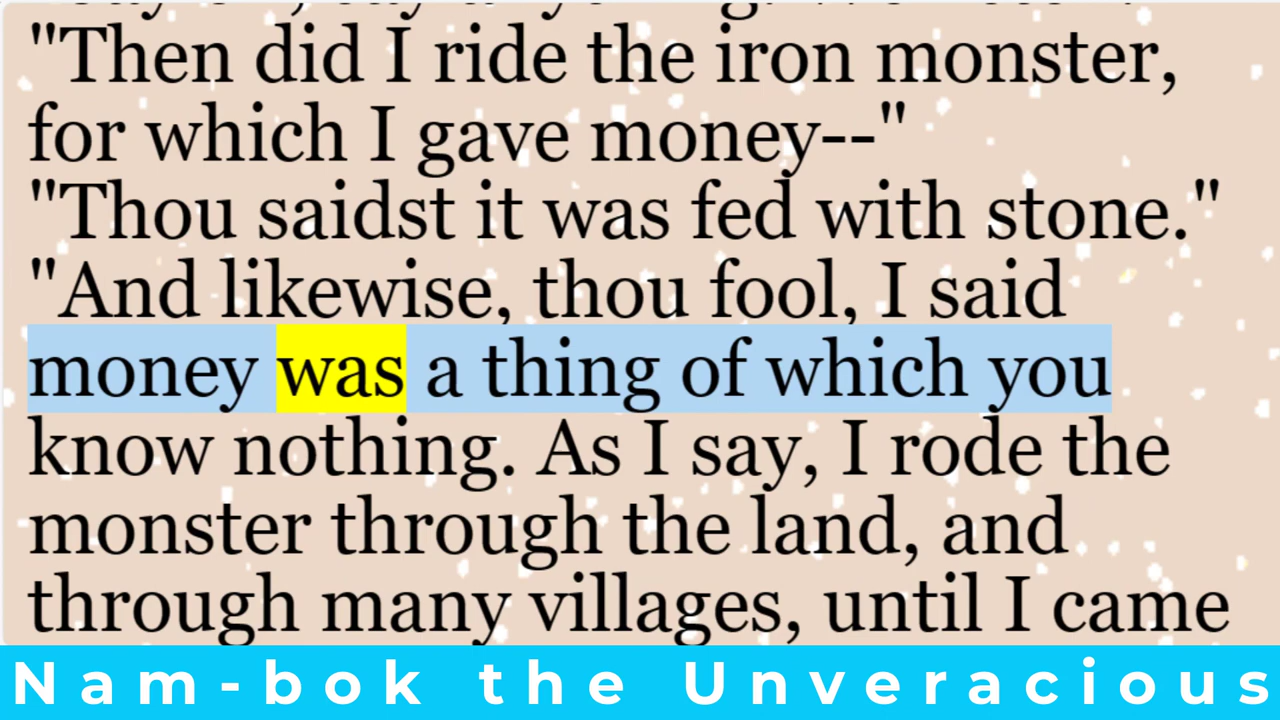 "Then did I ride the iron monster,
for which I gave money--"
"Thou saidst it was fed with stone."
"And likewise, thou fool, I said
money was a thing of which you
know nothing. As I say, I rode the
monster through the land, and
through many villages, until I came
Nam-bok the Unveracious